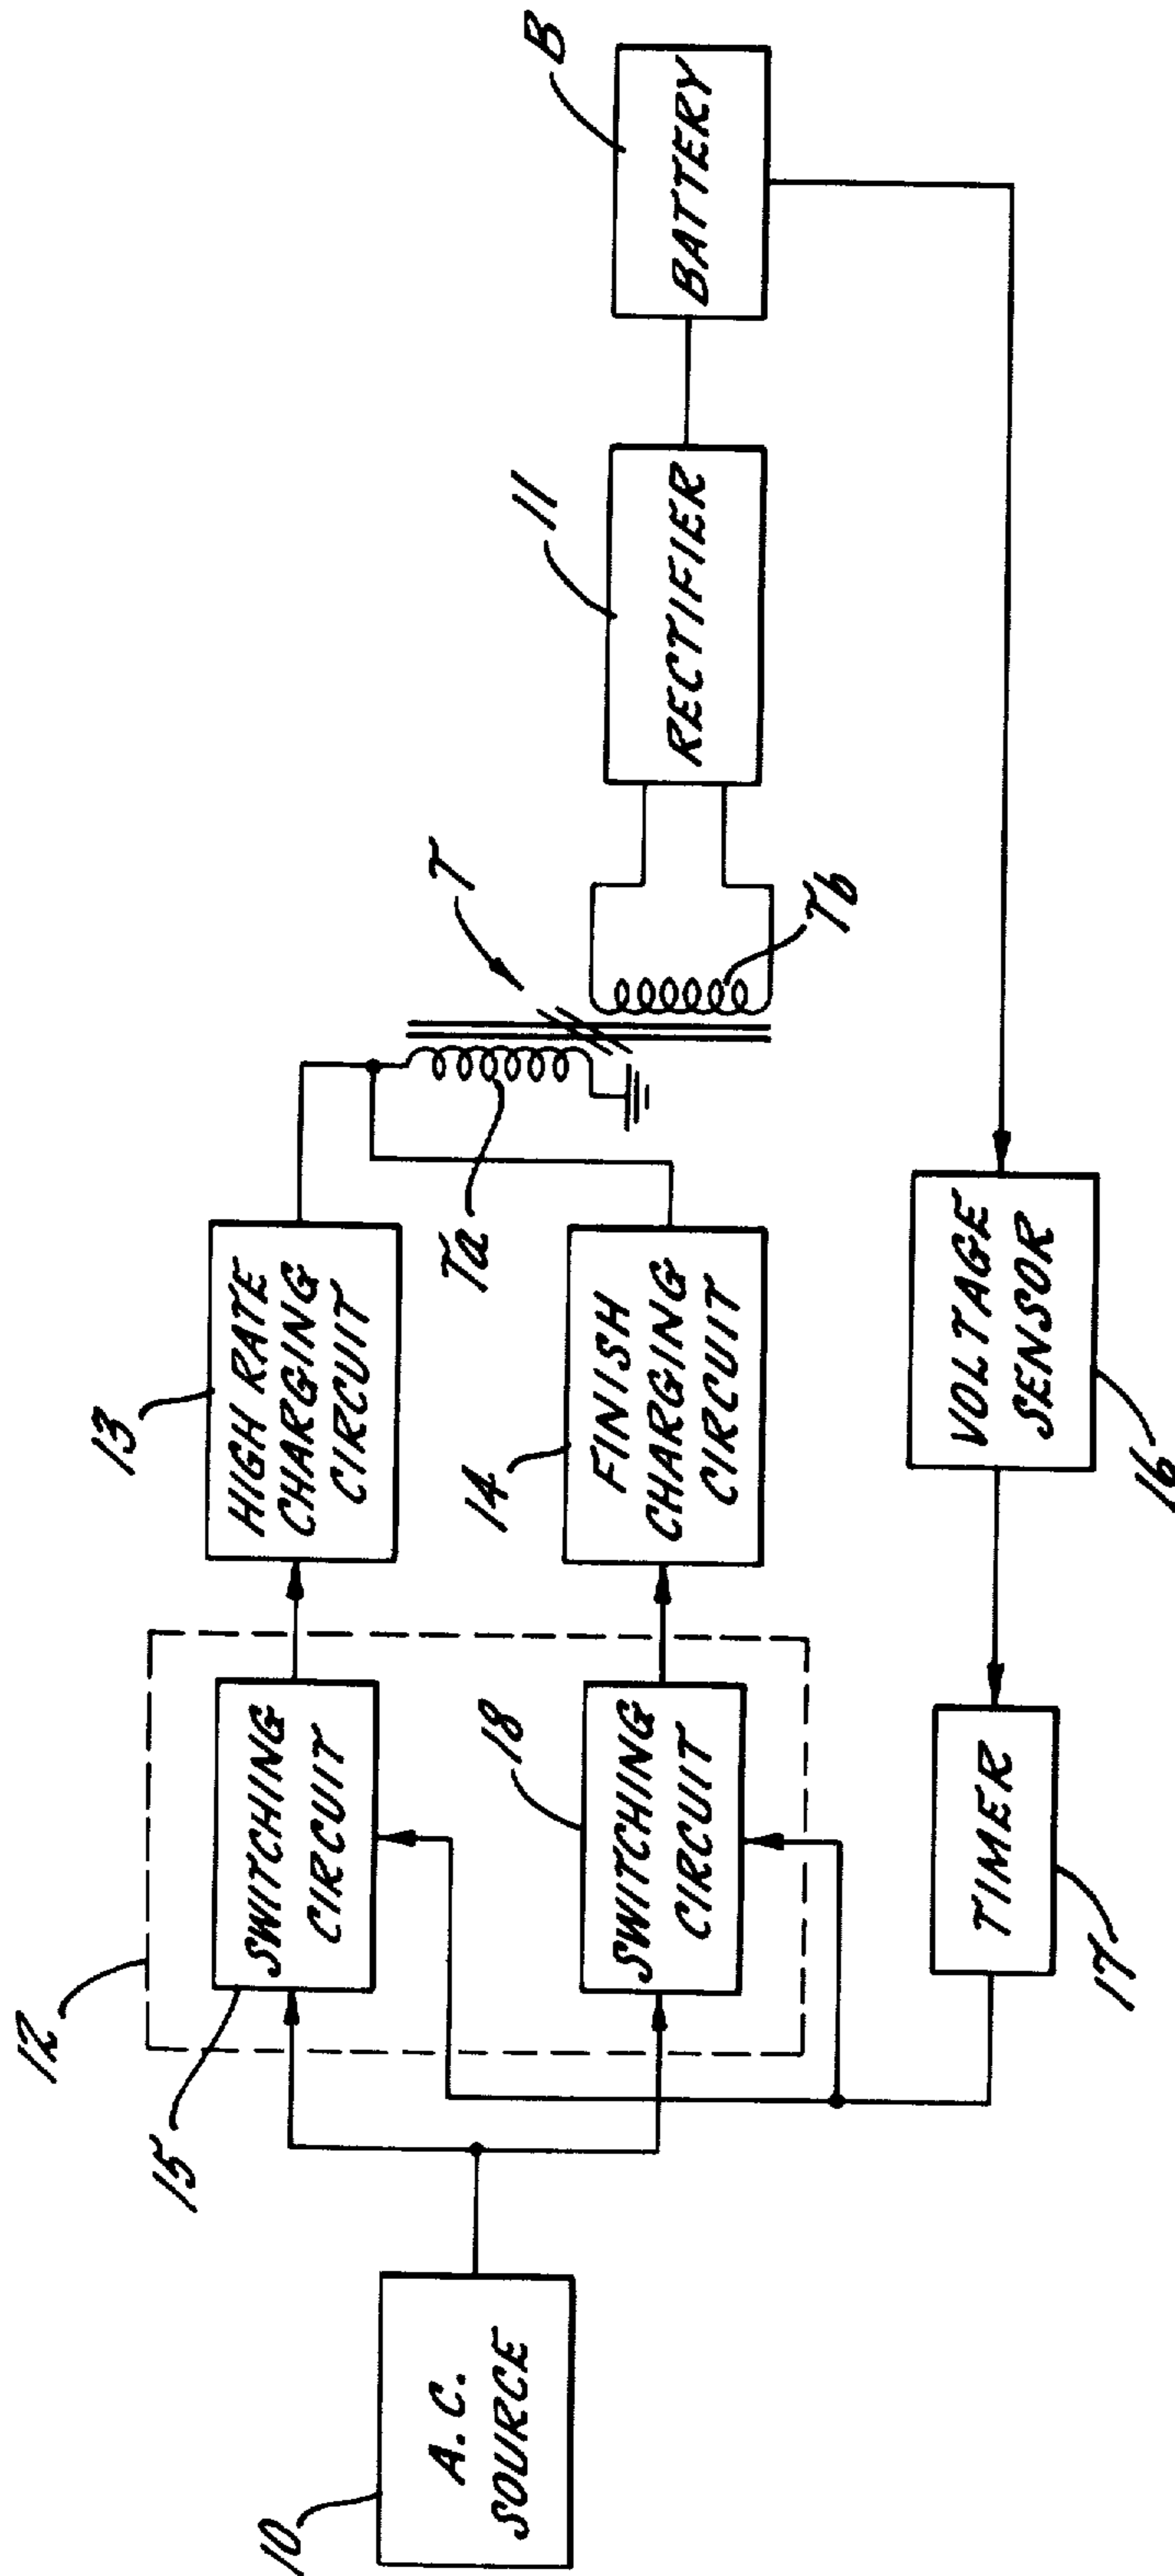 12
15
SWITCHING
CIRCUIT
13
HIGH RATE
CHARGING
CIRCUIT
T
Ta
Tb
10
A.C.
SOURCE
18
SWITCHING
CIRCUIT
14
FINISH
CHARGING
CIRCUIT
11
RECTIFIER
B
BATTERY
TIMER
17
VOLTAGE
SENSOR
16